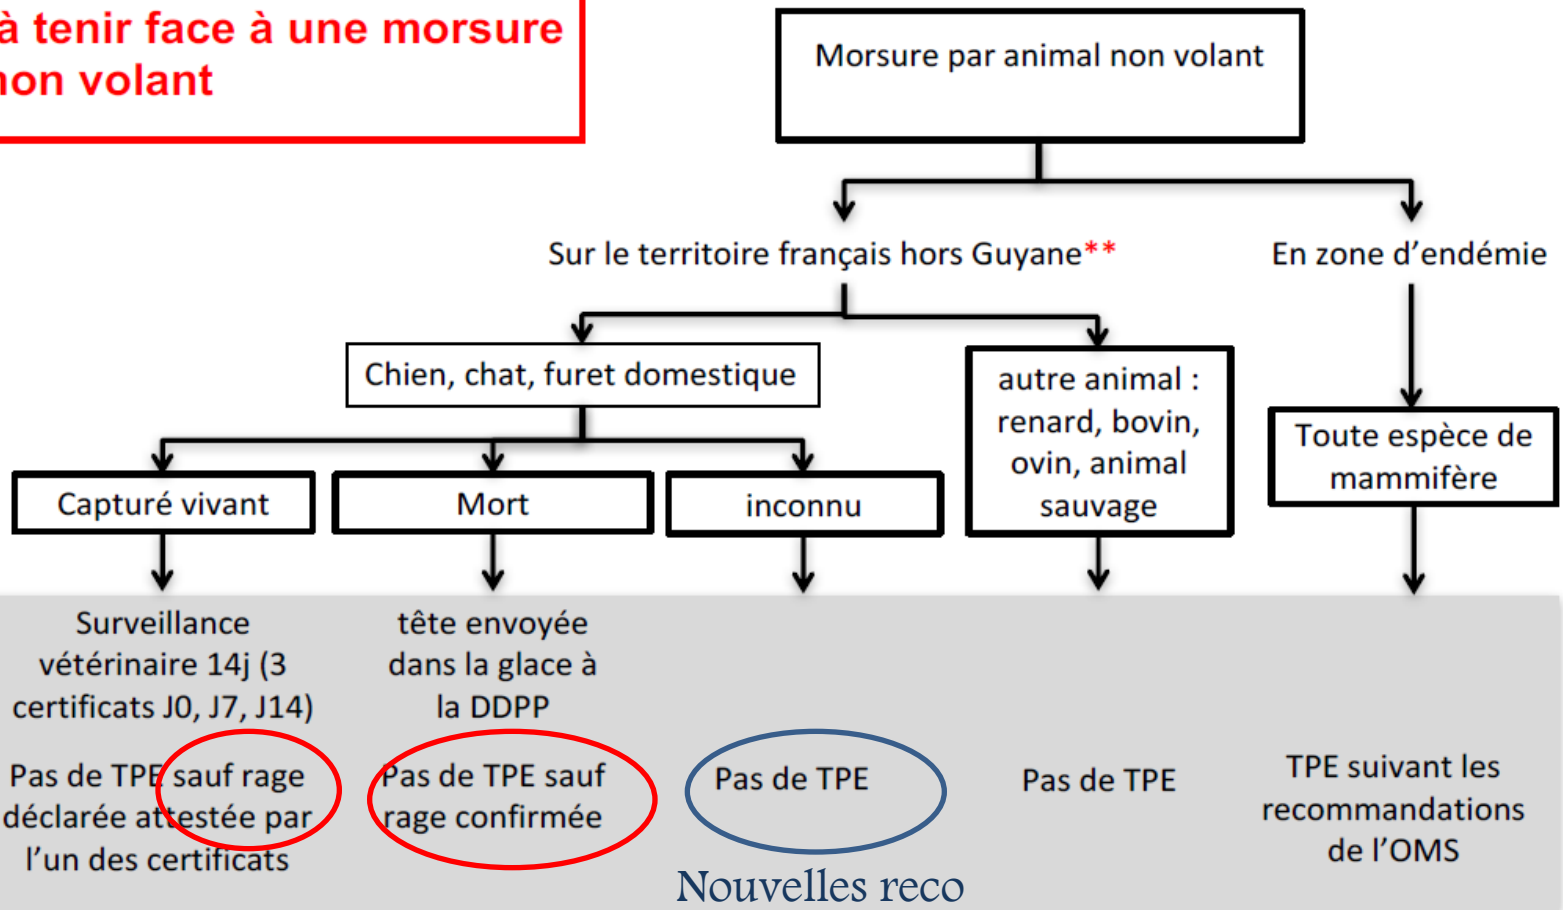 à tenir face à une morsure
non volant
Morsure par animal non volant
Sur le territoire français hors Guyane**
En zone d’endémie
Chien, chat, furet domestique
autre animal :
renard, bovin,
ovin, animal
sauvage
Toute espèce de
mammifère
Capturé vivant
Mort
inconnu
Surveillance
vétérinaire 14j (3
certificats J0, J7, J14)
Pas de TPE sauf rage
déclarée attestée par
l’un des certificats
tête envoyée
dans la glace à
la DDPP
Pas de TPE sauf
rage confirmée
Pas de TPE
Pas de TPE
TPE suivant les
recommandations
de l’OMS
Nouvelles reco